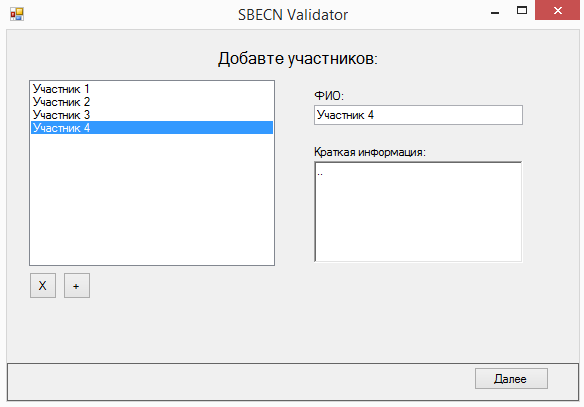 SBECN Validator
Добавте участников:
Участник 1
Участник 2
Участник 3
Участник 4
ФИО:
Участник 4
Краткая информация:
..
X
+
Далее